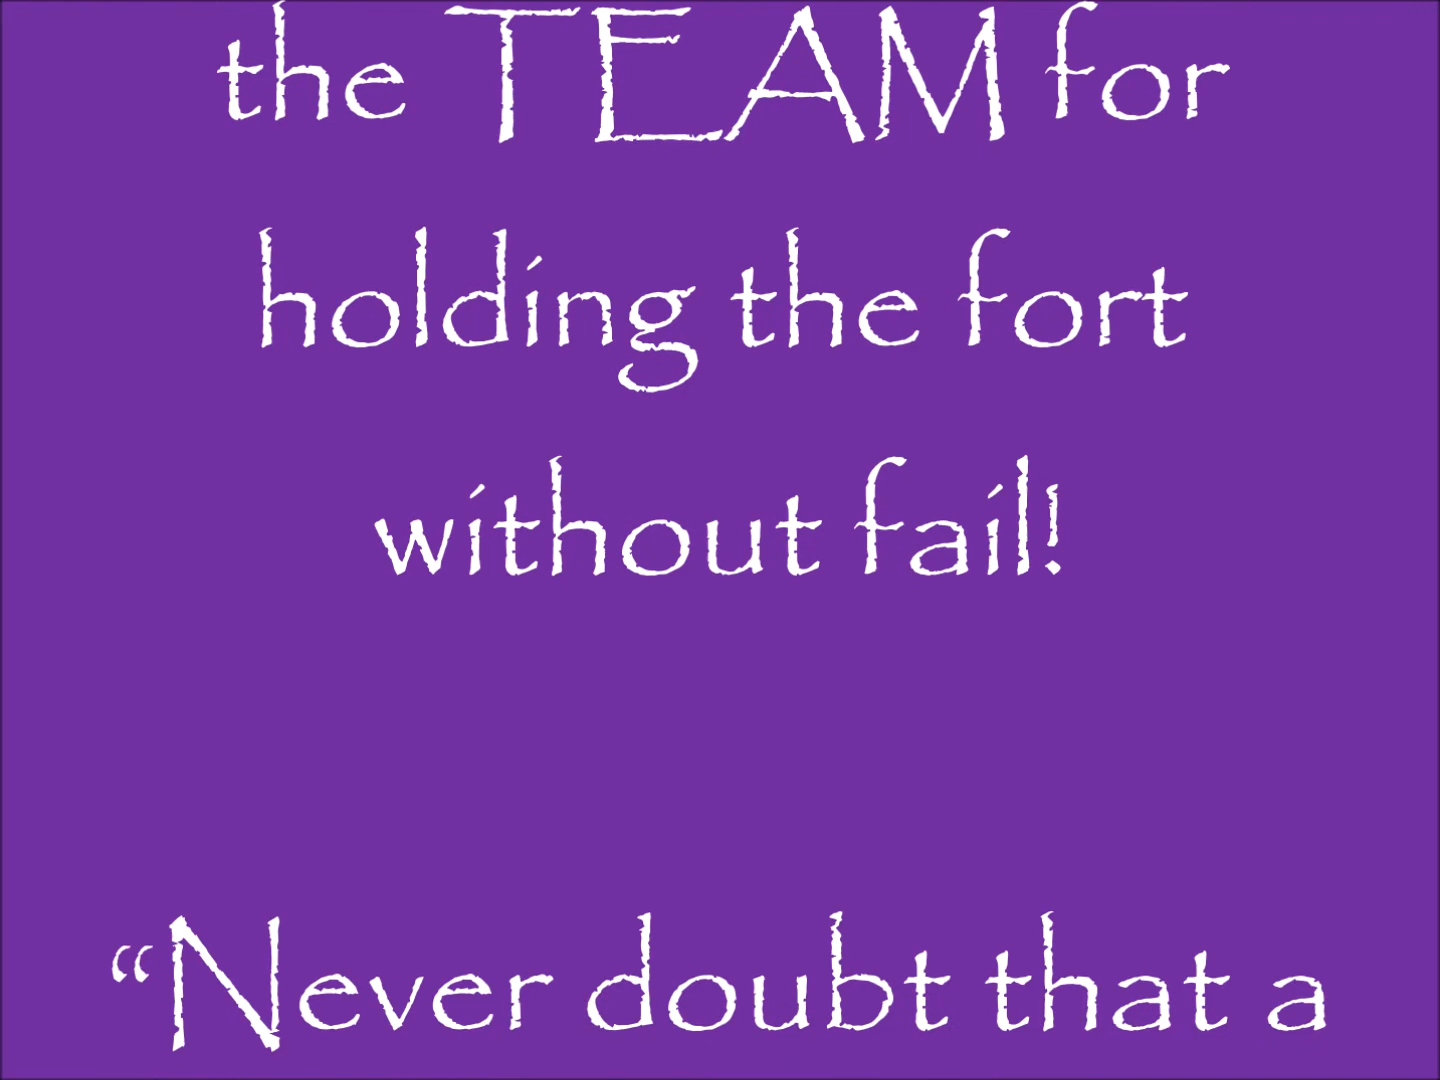 the TEAM for
holding the fort
without fail!
“Never doubt that a